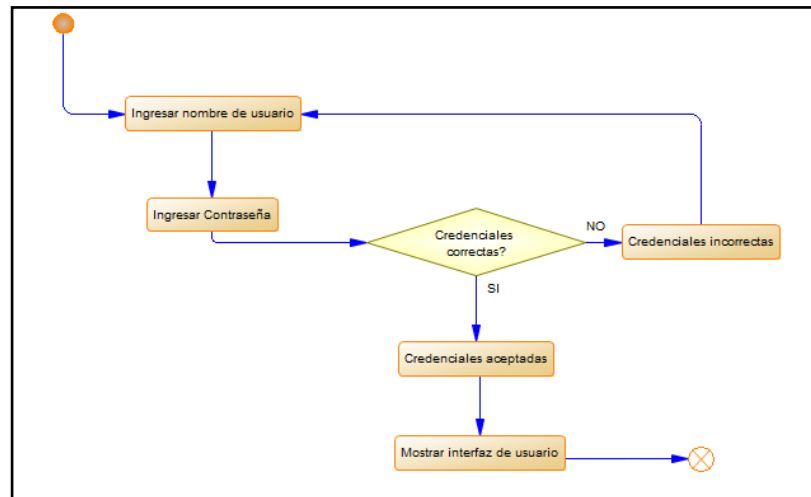 Ingresar nombre de usuario
Ingresar Contraseña
Credenciales
correctas?
NO
Credenciales incorrectas
SI
Credenciales aceptadas
Mostrar interfaz de usuario